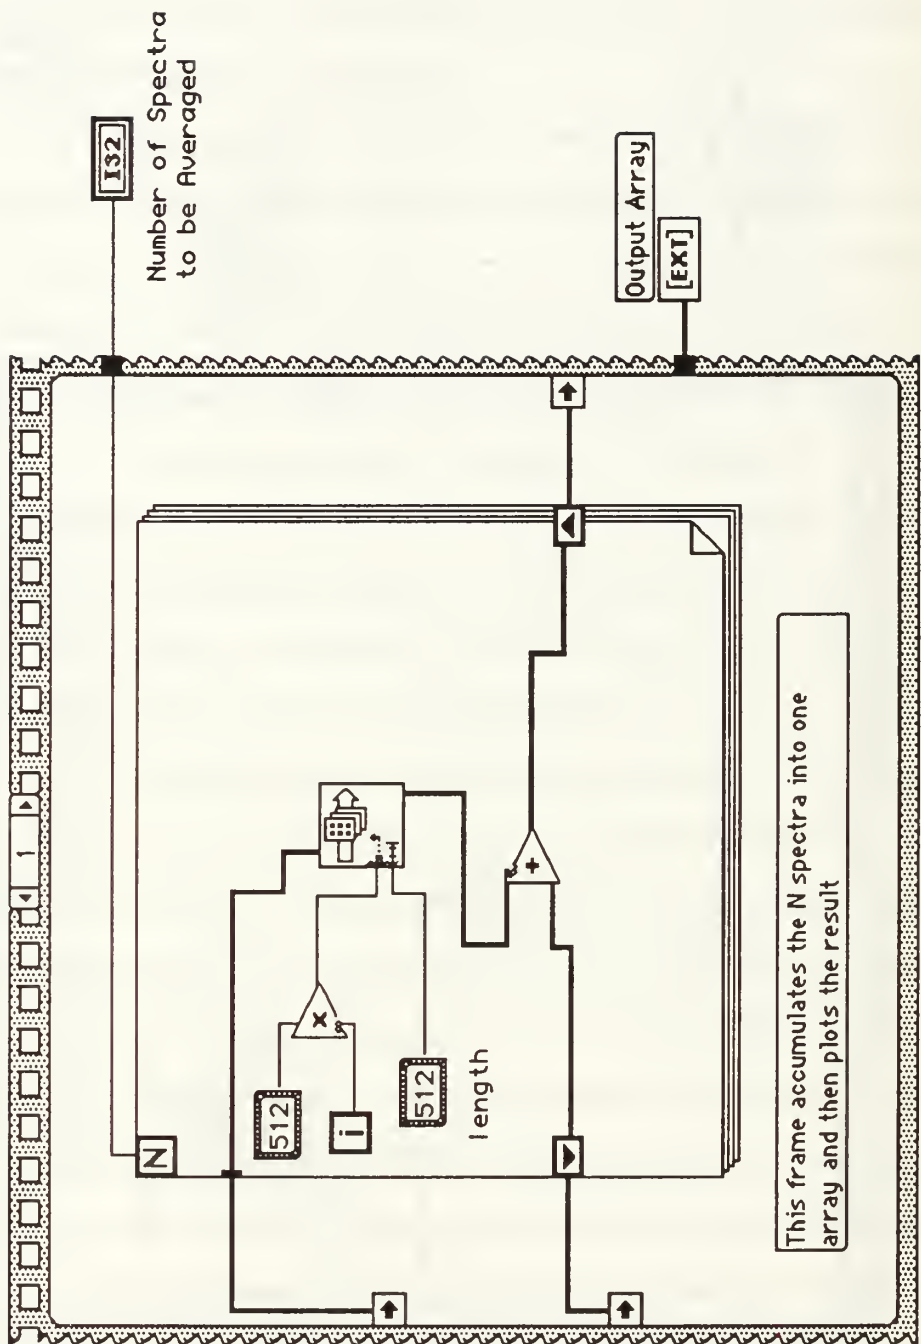 1
I32
Number of Spectra
to be Averaged
N
512
x
i
512
length
+
Output Array
[EXT]
This frame accumulates the N spectra into one
array and then plots the result